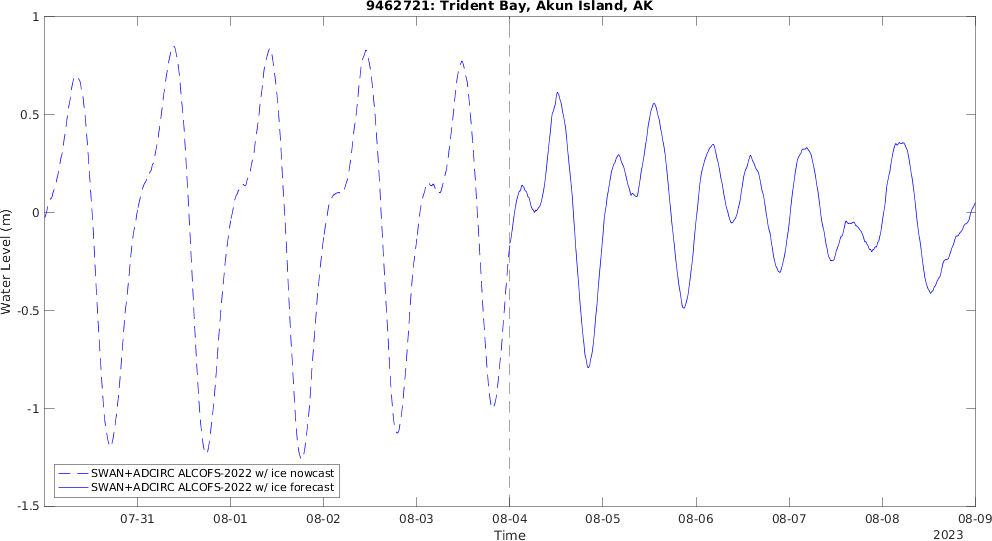 9462721: Trident Bay, Akun Island, AK
1
0.5
0
-0.5
-1
-1.5
Water Level (m)
SWAN+ADCIRC ALCOFS-2022 w/ ice nowcast
SWAN+ADCIRC ALCOFS-2022 w/ ice forecast
07-31 08-01 08-02 08-03 08-04 08-05 08-06 08-07 08-08 08-09
Time 2023